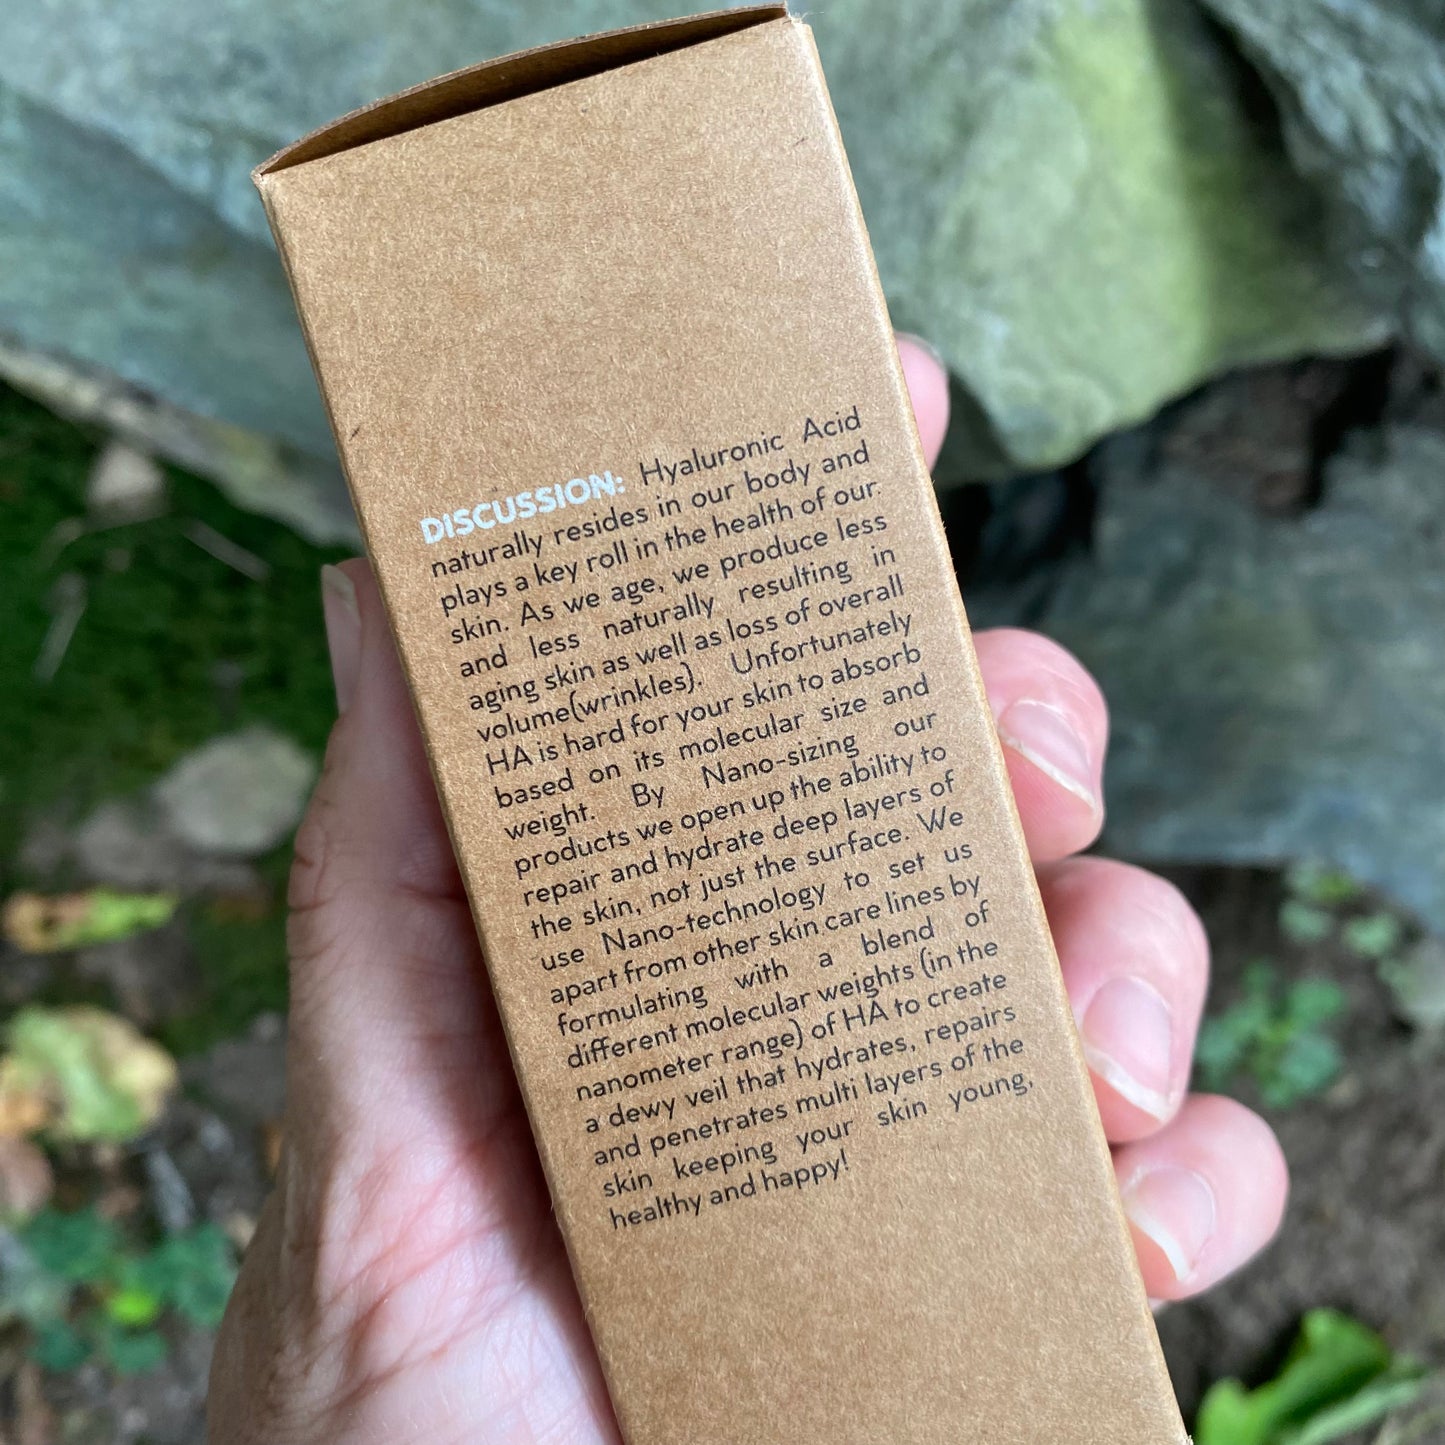 DISCUSSION: Hyaluronic Acid
naturally resides in our body and
plays a key roll in the health of our
skin. As we age, we produce less
and less naturally resulting in
aging skin as well as loss of overall
volume(wrinkles). Unfortunately
HA is hard for your skin to absorb
based on its molecular size and
weight. By Nano-sizing our
products we open up the ability to
repair and hydrate deep layers of
the skin, not just the surface. We
use Nano-technology to set us
apart from other skin care lines by
formulating with a blend of
different molecular weights (in the
nanometer range) of HA to create
a dewy veil that hydrates, repairs
and penetrates multi layers of the
skin keeping your skin young,
healthy and happy!